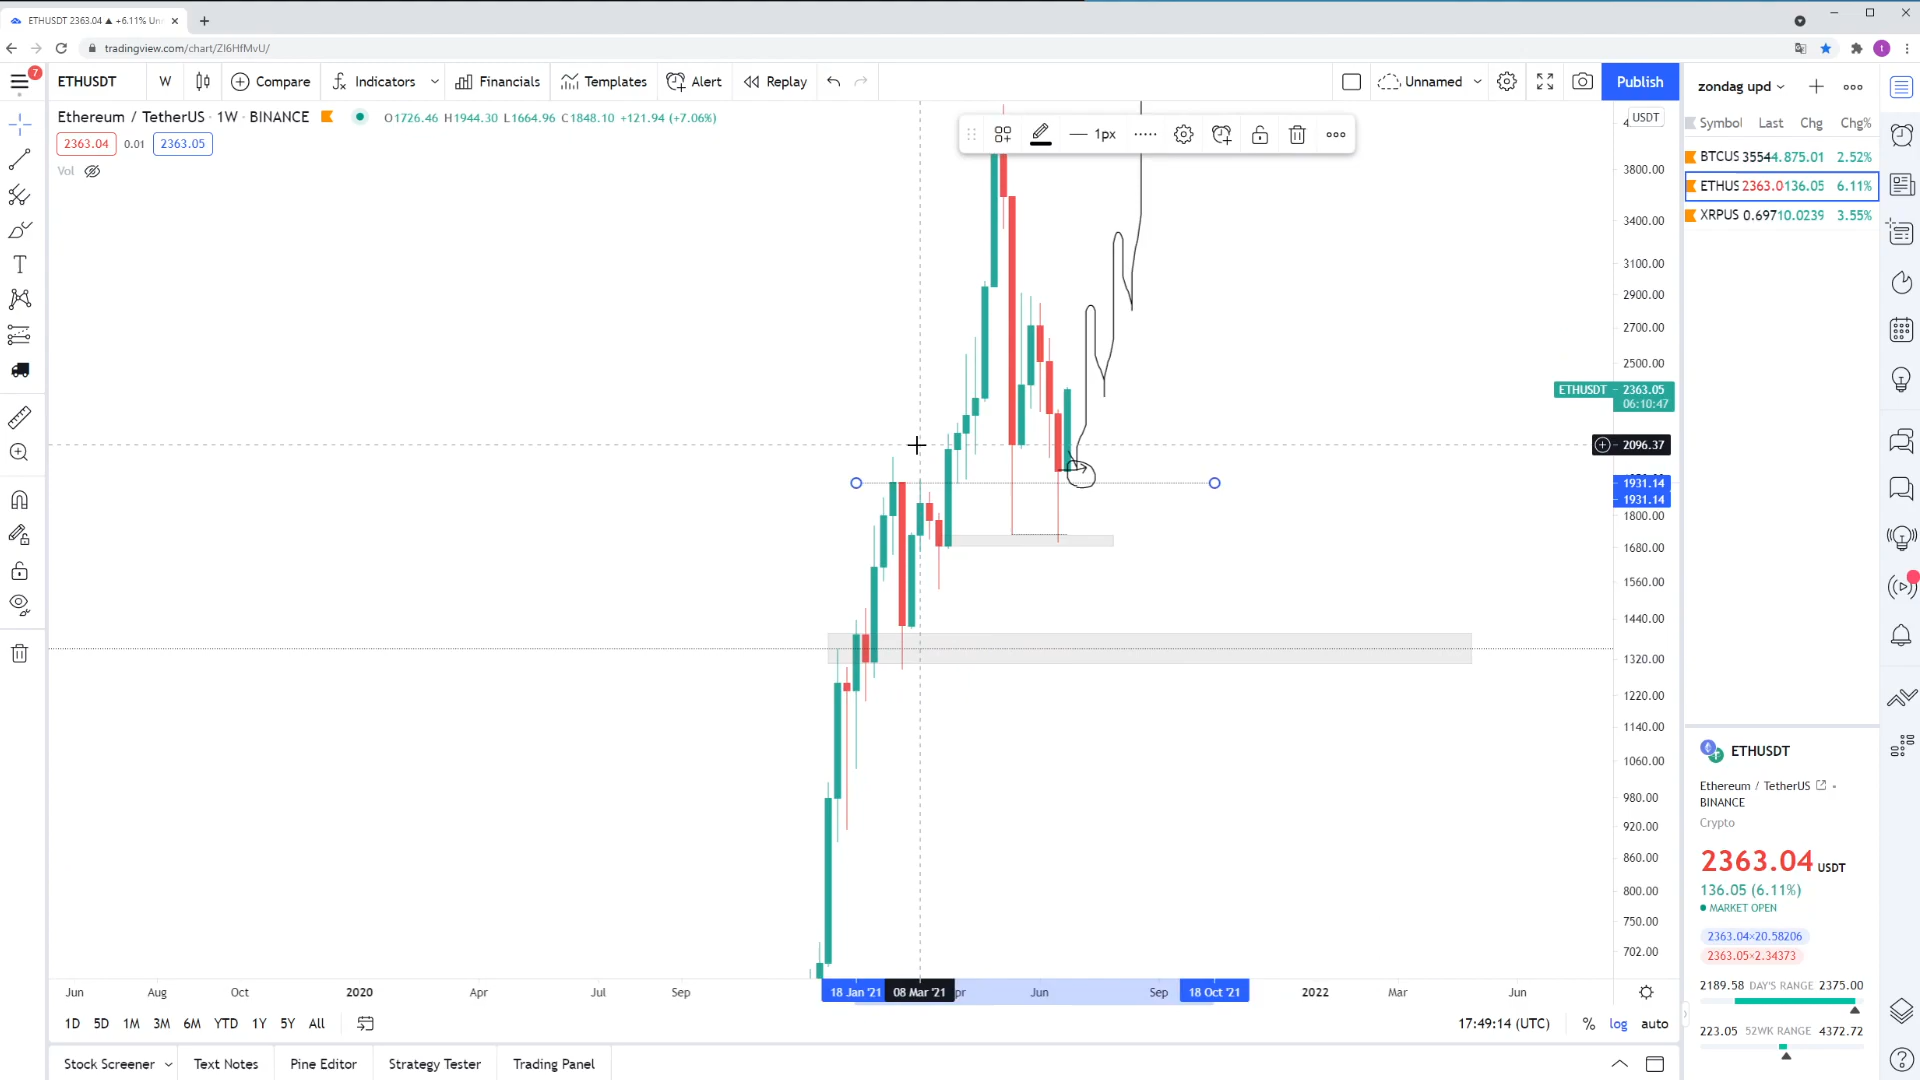 ETHUSDT 2363.04 ▲ +6.11% Un
tradingview.com/chart/ZI6HfMvU/
7
ETHUSDT W Compare Indicators Financials Templates Alert Replay Unnamed Publish
Ethereum / TetherUS · 1W · BINANCE O1726.46 H1944.30 L1664.96 C1848.10 +121.94 (+7.06%)
2363.04 0.01 2363.05
Vol
1px
USDT
3800.00
3400.00
3100.00
2900.00
2700.00
2500.00
ETHUSDT 2363.05
06:10:47
2096.37
1931.14
1931.14
1800.00
1680.00
1560.00
1440.00
1320.00
1220.00
1140.00
1060.00
980.00
920.00
860.00
800.00
750.00
702.00
Jun Aug Oct 2020 Apr Jul Sep 18 Jan '21 08 Mar '21 pr Jun Sep 18 Oct '21 2022 Mar Jun
1D 5D 1M 3M 6M YTD 1Y 5Y All 17:49:14 (UTC) % log auto
Stock Screener Text Notes Pine Editor Strategy Tester Trading Panel
zondag upd
Symbol Last Chg Chg%
BTCUS 3554 4.875.01 2.52%
ETHUS 2363.0 136.05 6.11%
XRPUS 0.697 10.0239 3.55%
ETHUSDT
Ethereum / TetherUS
BINANCE
Crypto
2363.04 USDT
136.05 (6.11%)
MARKET OPEN
2363.04×20.58206
2363.05×2.34373
2189.58 DAY'S RANGE 2375.00
223.05 52WK RANGE 4372.72